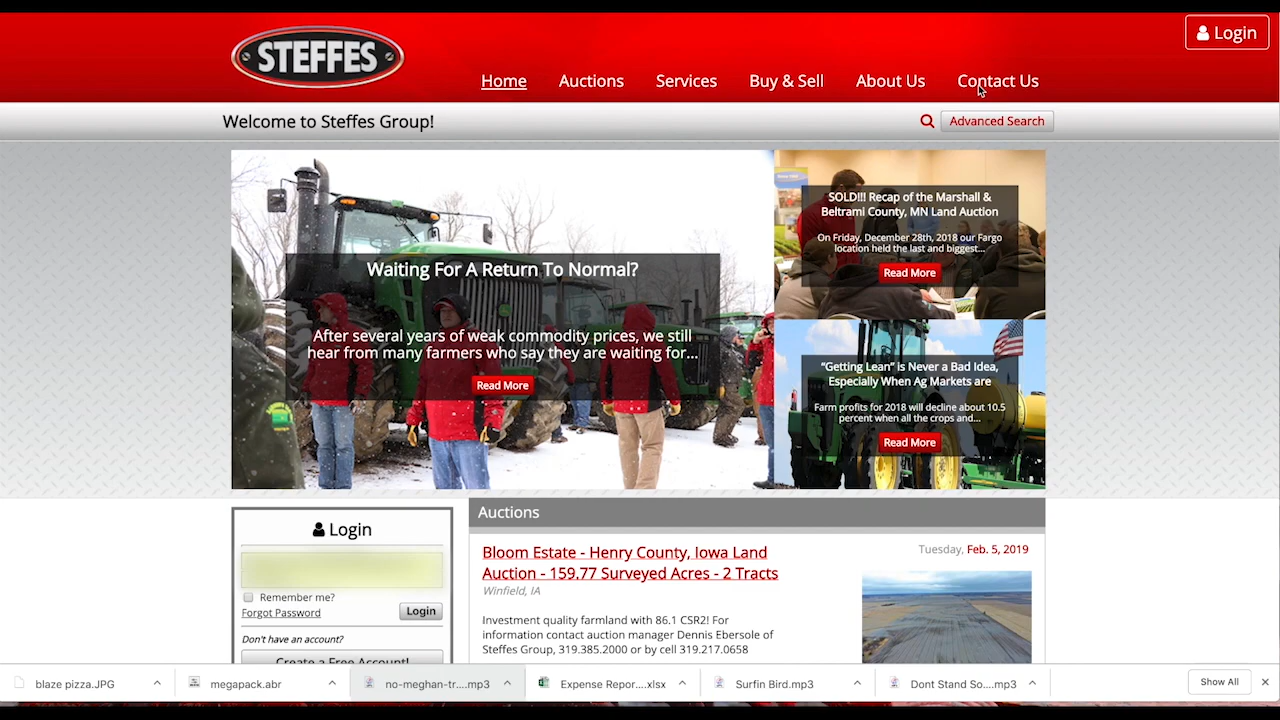 Login
STEFFES
Home Auctions Services Buy & Sell About Us Contact Us
Welcome to Steffes Group!
Advanced Search
Waiting For A Return To Normal?
After several years of weak commodity prices, we still
hear from many farmers who say they are waiting for...
Read More
SOLD!!! Recap of the Marshall &
Beltrami County, MN Land Auction
On Friday, December 28th, 2018 our Fargo
location held the last and biggest...
Read More
“Getting Lean” is Never a Bad Idea,
Especially When Ag Markets are
Farm profits for 2018 will decline about 10.5
percent when all the crops and...
Read More
Login
Remember me?
Forgot Password
Login
Don't have an account?
Create a Free Account!
Auctions
Bloom Estate - Henry County, Iowa Land
Auction - 159.77 Surveyed Acres - 2 Tracts
Tuesday, Feb. 5, 2019
Winfield, IA
Investment quality farmland with 86.1 CSR2! For
information contact auction manager Dennis Ebersole of
Steffes Group, 319.385.2000 or by cell 319.217.0658
blaze pizza.JPG megapack.abr no-meghan-tr....mp3 Expense Repor....xlsx Surfin Bird.mp3 Dont Stand So....mp3 Show All